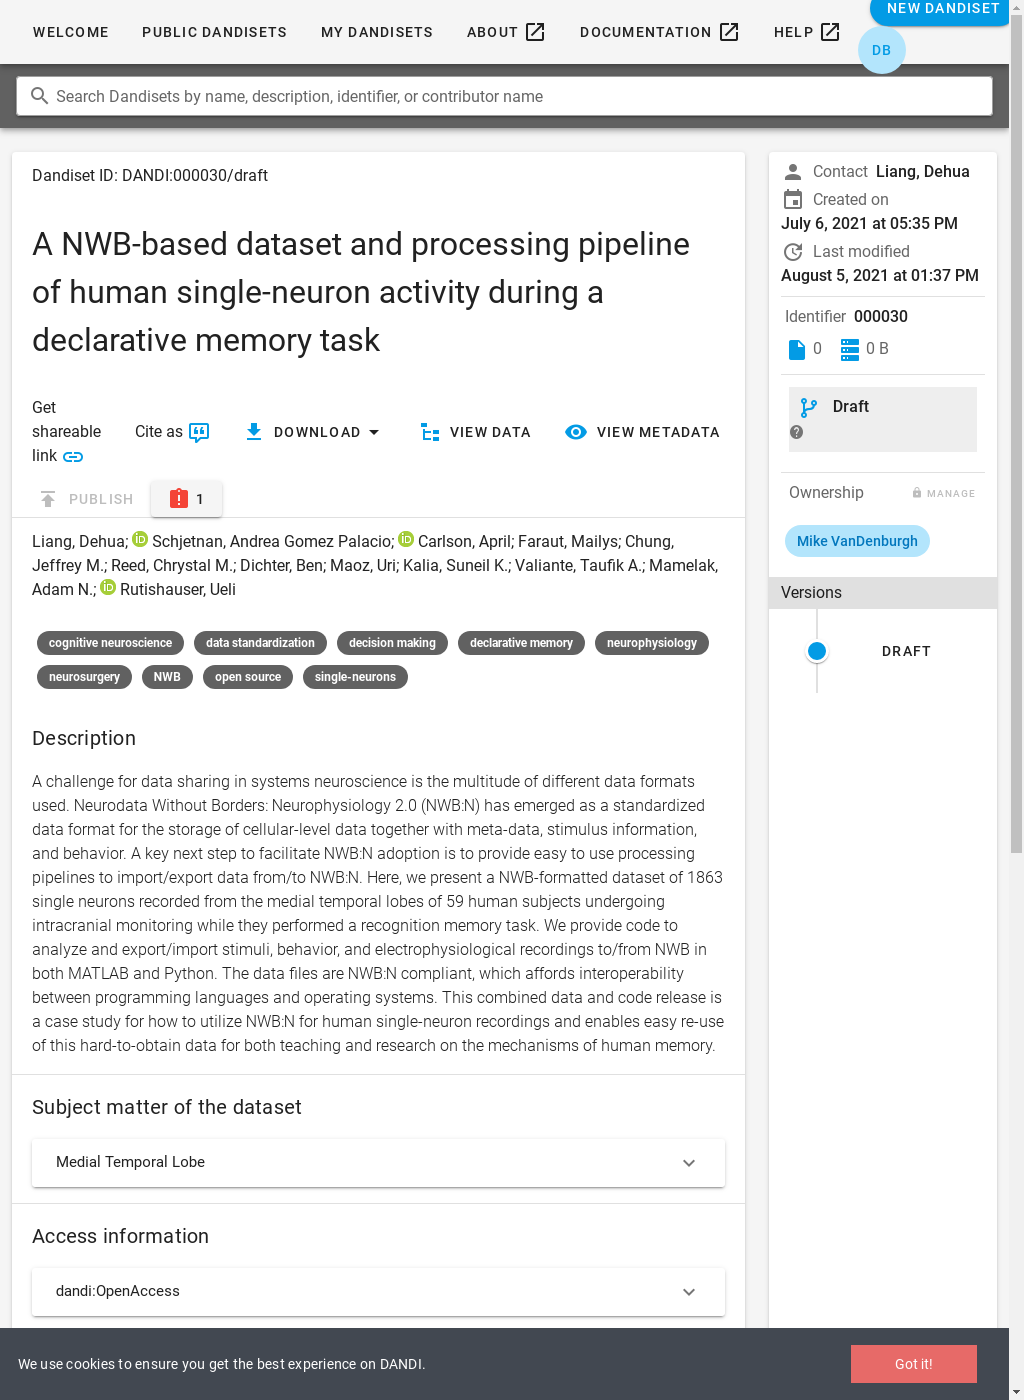 WELCOME
PUBLIC DANDISETS
MY DANDISETS
ABOUT
DOCUMENTATION
HELP
NEW DANDISET
DB
Search Dandisets by name, description, identifier, or contributor name
Dandiset ID: DANDI:000030/draft
A NWB-based dataset and processing pipeline
of human single-neuron activity during a
declarative memory task
Get
shareable
link
Cite as
DOWNLOAD
VIEW DATA
VIEW METADATA
PUBLISH
1
Liang, Dehua; iD Schjetnan, Andrea Gomez Palacio; iD Carlson, April; Faraut, Mailys; Chung,
Jeffrey M.; Reed, Chrystal M.; Dichter, Ben; Maoz, Uri; Kalia, Suneil K.; Valiante, Taufik A.; Mamelak,
Adam N.; iD Rutishauser, Ueli
cognitive neuroscience
data standardization
decision making
declarative memory
neurophysiology
neurosurgery
NWB
open source
single-neurons
Description
A challenge for data sharing in systems neuroscience is the multitude of different data formats
used. Neurodata Without Borders: Neurophysiology 2.0 (NWB:N) has emerged as a standardized
data format for the storage of cellular-level data together with meta-data, stimulus information,
and behavior. A key next step to facilitate NWB:N adoption is to provide easy to use processing
pipelines to import/export data from/to NWB:N. Here, we present a NWB-formatted dataset of 1863
single neurons recorded from the medial temporal lobes of 59 human subjects undergoing
intracranial monitoring while they performed a recognition memory task. We provide code to
analyze and export/import stimuli, behavior, and electrophysiological recordings to/from NWB in
both MATLAB and Python. The data files are NWB:N compliant, which affords interoperability
between programming languages and operating systems. This combined data and code release is
a case study for how to utilize NWB:N for human single-neuron recordings and enables easy re-use
of this hard-to-obtain data for both teaching and research on the mechanisms of human memory.
Subject matter of the dataset
Medial Temporal Lobe
Access information
dandi:OpenAccess
Contact Liang, Dehua
Created on
July 6, 2021 at 05:35 PM
Last modified
August 5, 2021 at 01:37 PM
Identifier 000030
0
0 B
Draft
?
Ownership
MANAGE
Mike VanDenburgh
Versions
DRAFT
We use cookies to ensure you get the best experience on DANDI.
Got it!